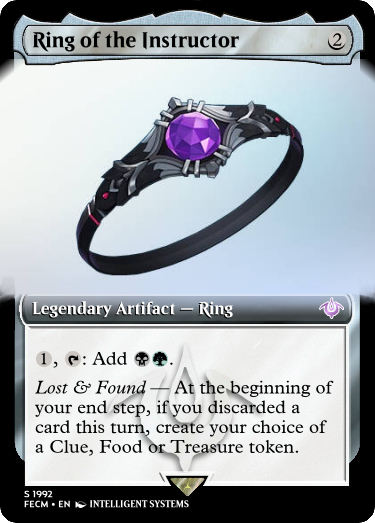 Ring of the Instructor 2
Legendary Artifact — Ring
1, : Add .
Lost & Found — At the beginning of
your end step, if you discarded a
card this turn, create your choice of
a Clue, Food or Treasure token.
S 1992
FECM • EN INTELLIGENT SYSTEMS